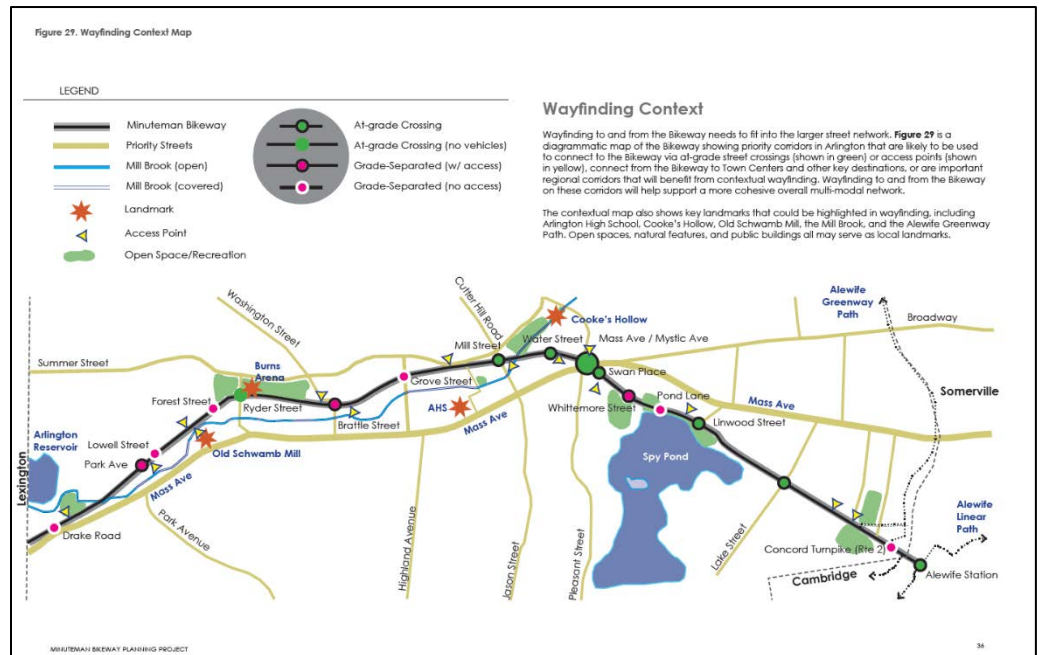 Figure 29. Wayfinding Context Map
LEGEND
Minuteman Bikeway
Priority Streets
Mill Brook (open)
Mill Brook (covered)
Landmark
Access Point
Open Space/Recreation
At-grade Crossing
At-grade Crossing (no vehicles)
Grade-Separated (w/ access)
Grade-Separated (no access)
Wayfinding Context
Wayfinding to and from the Bikeway needs to fit into the larger street network. Figure 29 is a
diagrammatic map of the Bikeway showing priority corridors in Arlington that are likely to be used
to connect to the Bikeway via at-grade street crossings (shown in green) or access points (shown
in yellow), connect from the Bikeway to Town Centers and other key destinations, or are important
regional corridors that will benefit from contextual wayfinding. Wayfinding to and from the Bikeway
on these corridors will help support a more cohesive overall multi-modal network.
The contextual map also shows key landmarks that could be highlighted in wayfinding, including
Arlington High School, Cooke's Hollow, Old Schwamb Mill, the Mill Brook, and the Alewife Greenway
Path. Open spaces, natural features, and public buildings all may serve as local landmarks.
Washington Street
Cutter Hill Road
Alewife
Greenway
Path
Cooke's Hollow
Broadway
Mill Street
Water Street
Mass Ave / Mystic Ave
Summer Street
Burns
Arena
Swan Place
Grove Street
Somerville
Forest Street
Ryder Street
AHS
Whittemore Street
Pond Lane
Mass Ave
Brattle Street
Mass Ave
Linwood Street
Arlington
Reservoir
Lowell Street
Old Schwamb Mill
Spy Pond
Lexington
Park Ave
Mass Ave
Alewife
Linear
Path
Drake Road
Park Avenue
Highland Avenue
Jason Street
Pleasant Street
Lake Street
Concord Turnpike (Rte 2)
Cambridge
Alewife Station
MINUTEMAN BIKEWAY PLANNING PROJECT
36